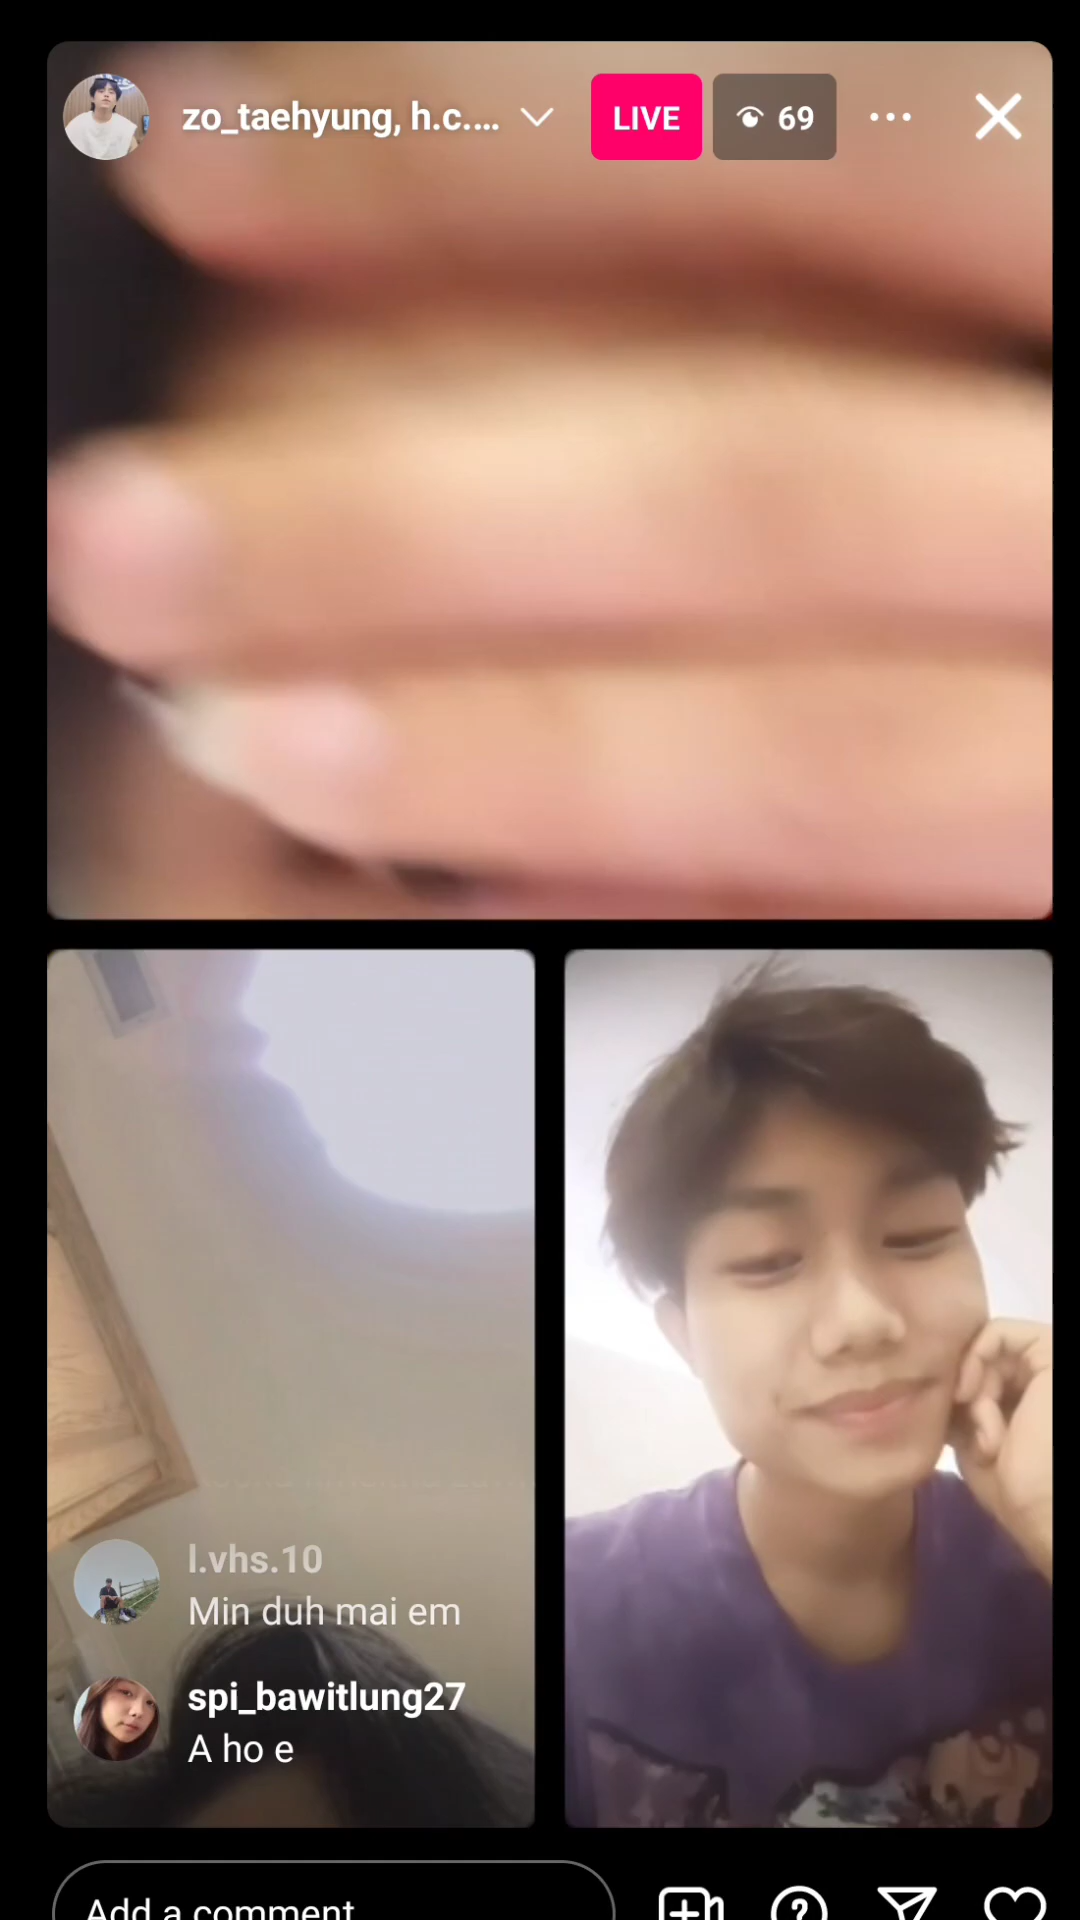 zo_taehyung, h.c....
LIVE
69
l.vhs.10
Min duh mai em
spi_bawitlung27
A ho e
Add a comment